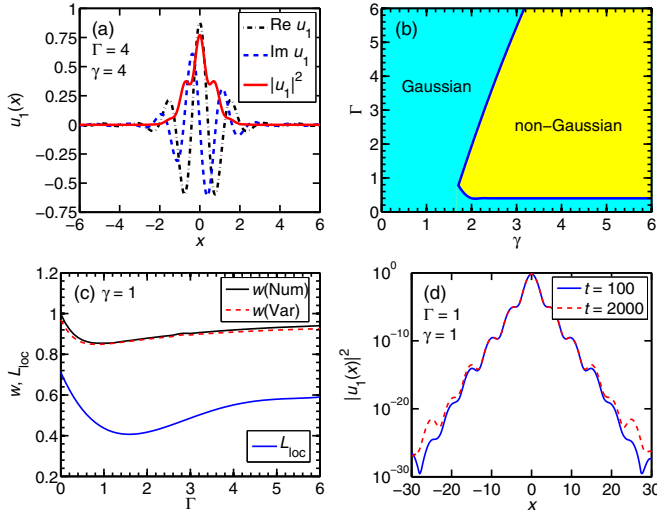 (a)
Γ = 4
γ = 4
Re u₁
Im u₁
|u₁|²
u₁(x)
0.75
0.5
0.25
0
−0.25
−0.5
−0.75
−6 −4 −2 0 2 4 6
x
(b)
Gaussian
non−Gaussian
Γ
6
5
4
3
2
1
0
0 1 2 3 4 5 6
γ
(c)
γ = 1
w(Num)
w(Var)
L_loc
w, L_loc
1.2
1
0.8
0.6
0.4
0.2
0 1 2 3 4 5 6
Γ
(d)
Γ = 1
γ = 1
t = 100
t = 2000
|u₁(x)|²
10⁰
10⁻¹⁰
10⁻²⁰
10⁻³⁰
−30 −20 −10 0 10 20 30
x